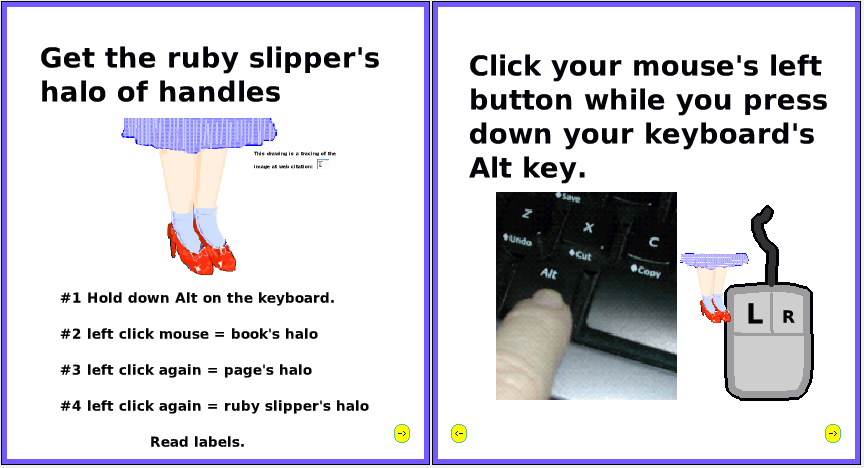 Get the ruby slipper's
halo of handles
This drawing is a tracing of the
image at web citation:
#1 Hold down Alt on the keyboard.
#2 left click mouse = book's halo
#3 left click again = page's halo
#4 left click again = ruby slipper's halo
Read labels.
Click your mouse's left
button while you press
down your keyboard's
Alt key.
Save
Z
X
C
Undo
Cut
Copy
Alt
L
R